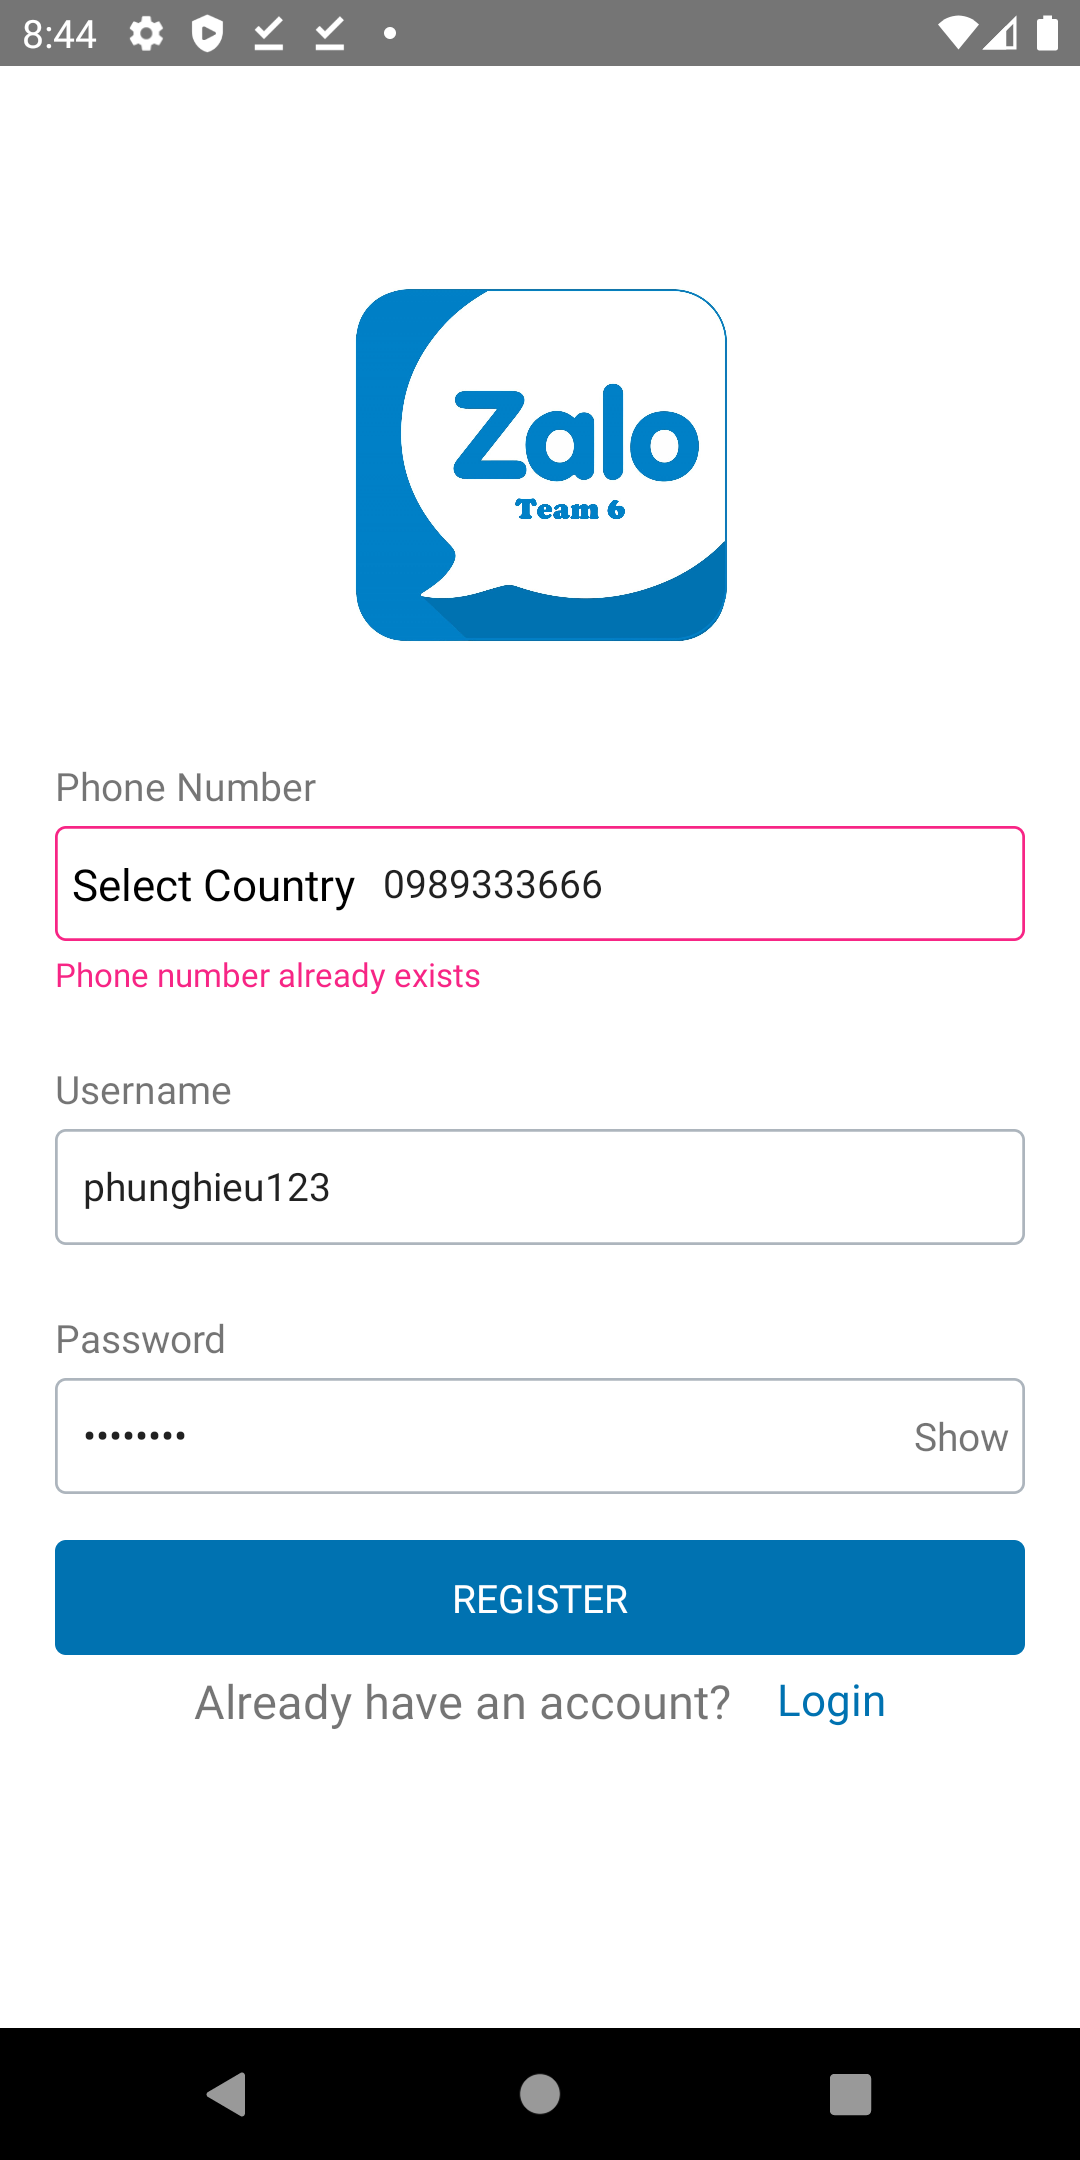 8:44
Zalo
Team 6
Phone Number
Select Country 0989333666
Phone number already exists
Username
phunghieu123
Password
••••••••
Show
REGISTER
Already have an account? Login